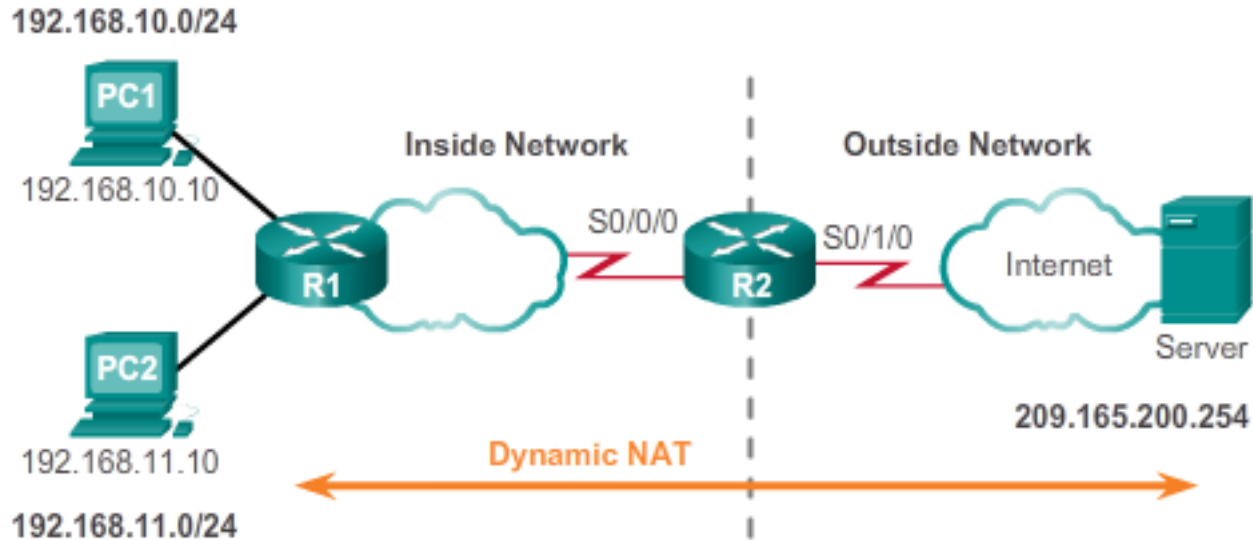 192.168.10.0/24
PC1
192.168.10.10
Inside Network
Outside Network
S0/0/0
S0/1/0
R1
R2
Internet
Server
PC2
192.168.11.10
209.165.200.254
Dynamic NAT
192.168.11.0/24